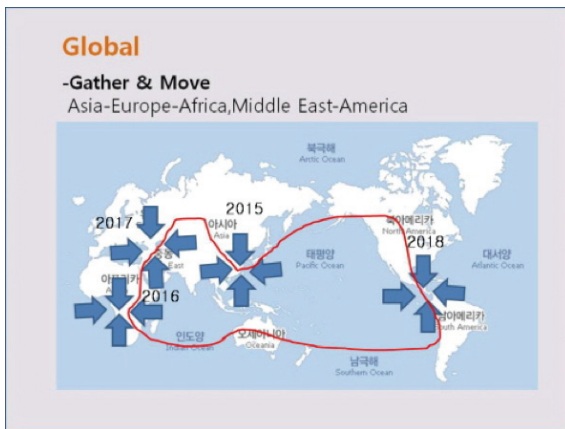 Global
-Gather & Move
Asia-Europe-Africa,Middle East-America
북극해
Arctic Ocean
2017
2015
아시아
Asia
북아메리카
North America
중동
East
태평양
Pacific Ocean
2018
대서양
Atlantic Ocean
2016
인도양
Indian Ocean
오세아니아
Oceania
남아메리카
South America
남극해
Southern Ocean